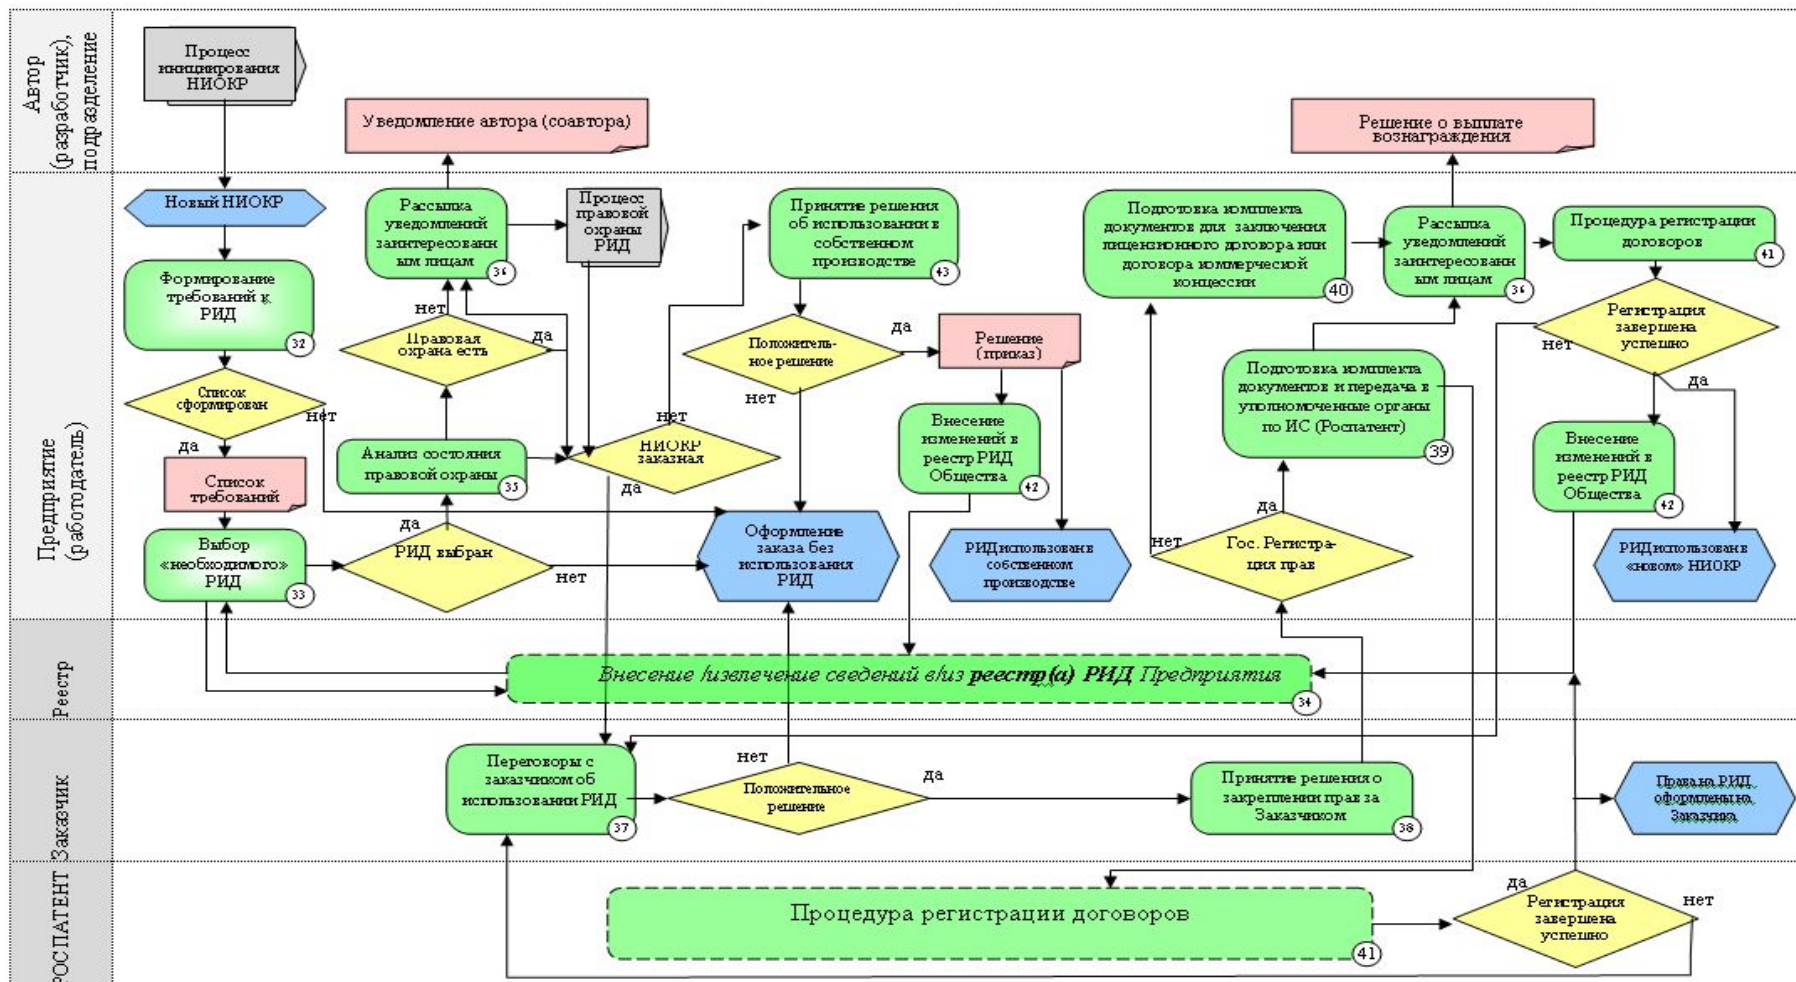 Автор
(разработчик),
подразделение
Процесс
инициирования
НИОКР
Уведомление автора (соавтора)
Решение о выплате
вознаграждения
Предприятие
(работодатель)
Новый НИОКР
Формирование
требований к
РИД
32
Список
сформирован
нет
да
Список
требований
Выбор
«необходимого»
РИД
33
Рассылка
уведомлений
заинтересованн
ым лицам
36
нет
Правовая
охрана есть
да
Анализ состояния
правовой охраны
35
да
РИД выбран
нет
Процесс
правовой
охраны
РИД
нет
НИОКР
заказная
да
Принятие решения
об использовании в
собственном
производстве
43
Положитель-
ное решение
да
нет
Решение
(приказ)
Внесение
изменений в
реестр РИД
Общества
42
Оформление
заказа без
использования
РИД
РИД использован в
собственном
производстве
Подготовка комплекта
документов для заключения
лицензионного договора или
договора коммерческой
концессии
40
Рассылка
уведомлений
заинтересованн
ым лицам
36
Процедура регистрации
договоров
41
Регистрация
завершена
успешно
нет
да
Подготовка комплекта
документов и передача в
уполномоченные органы
по ИС (Роспатент)
39
да
нет
Гос. Регистра-
ция прав
Внесение
изменений в
реестр РИД
Общества
42
РИД использован в
«новом» НИОКР
Реестр
Внесение /извлечение сведений в/из реестр(а) РИД Предприятия
34
Заказчик
Переговоры с
заказчиком об
использовании РИД
37
нет
Положительное
решение
да
Принятие решения о
закреплении прав за
Заказчиком
38
Права на РИД
оформлены на
Заказчика
РОСПАТЕНТ
Процедура регистрации договоров
41
да
Регистрация
завершена
успешно
нет